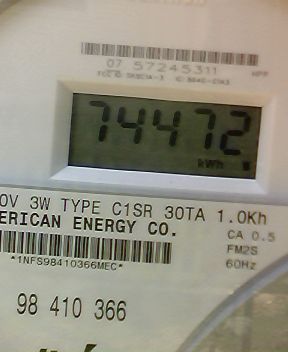 07 57245311
74472
kWh
0V 3W TYPE C1SR 30TA 1.0Kh
ERICAN ENERGY CO.
CA 0.5
FM2S
*1NFS98410366MEC*
60Hz
98 410 366